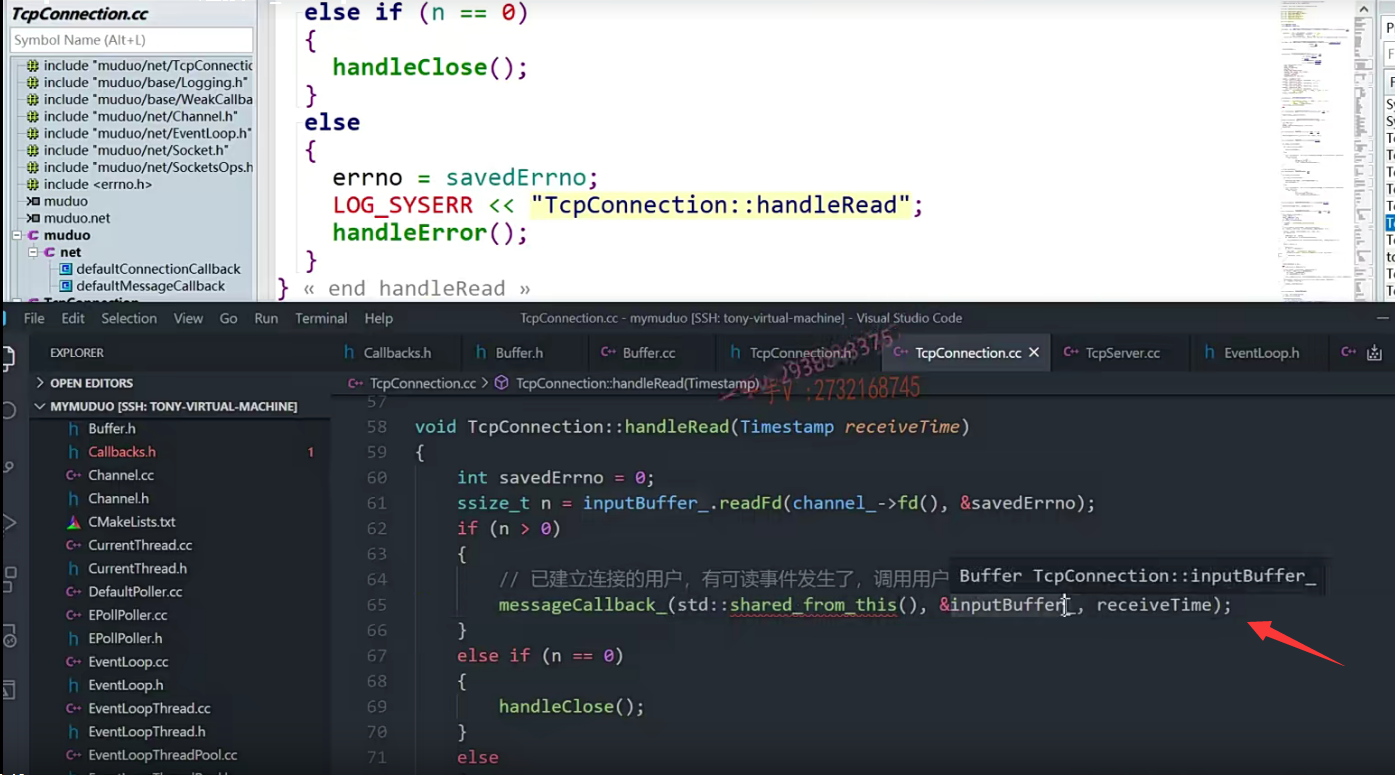 TcpConnection.cc
Symbol Name (Alt+L)
include "muduo/net/TcpConnectic
include "muduo/base/Logging.h"
include "muduo/base/WeakCallba
include "muduo/net/Channel.h"
include "muduo/net/EventLoop.h"
include "muduo/net/Socket.h"
include "muduo/net/SocketsOps.h
include <errno.h>
muduo
muduo.net
muduo
net
defaultConnectionCallback
defaultMessageCallback
TcpConnection
else if (n == 0)
{
handleClose();
}
else
{
errno = savedErrno;
LOG_SYSERR << "TcpConnection::handleRead";
handleError();
}
} « end handleRead »
File Edit Selection View Go Run Terminal Help
TcpConnection.cc - mymuduo [SSH: tony-virtual-machine] - Visual Studio Code
EXPLORER
OPEN EDITORS
MYMUDUO [SSH: TONY-VIRTUAL-MACHINE]
h Buffer.h
h Callbacks.h 1
C++ Channel.cc
h Channel.h
CMakeLists.txt
C++ CurrentThread.cc
h CurrentThread.h
C++ DefaultPoller.cc
C++ EPollPoller.cc
h EPollPoller.h
C++ EventLoop.cc
h EventLoop.h
C++ EventLoopThread.cc
h EventLoopThread.h
C++ EventLoopThreadPool.cc
h Callbacks.h h Buffer.h C++ Buffer.cc h TcpConnection.h C++ TcpConnection.cc × C++ TcpServer.cc h EventLoop.h C++
C++ TcpConnection.cc > TcpConnection::handleRead(Timestamp)
:2732168745
57
58 void TcpConnection::handleRead(Timestamp receiveTime)
59 {
60 int savedErrno = 0;
61 ssize_t n = inputBuffer_.readFd(channel_->fd(), &savedErrno);
62 if (n > 0)
63 {
64 // 已建立连接的用户，有可读事件发生了，调用用户
Buffer TcpConnection::inputBuffer_
65 messageCallback_(std::shared_from_this(), &inputBuffer_, receiveTime);
66 }
67 else if (n == 0)
68 {
69 handleClose();
70 }
71 else